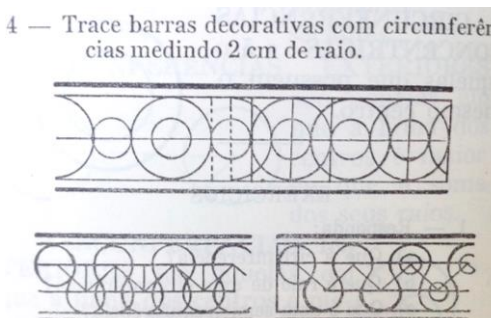 4 — Trace barras decorativas com circunferên
cias medindo 2 cm de raio.